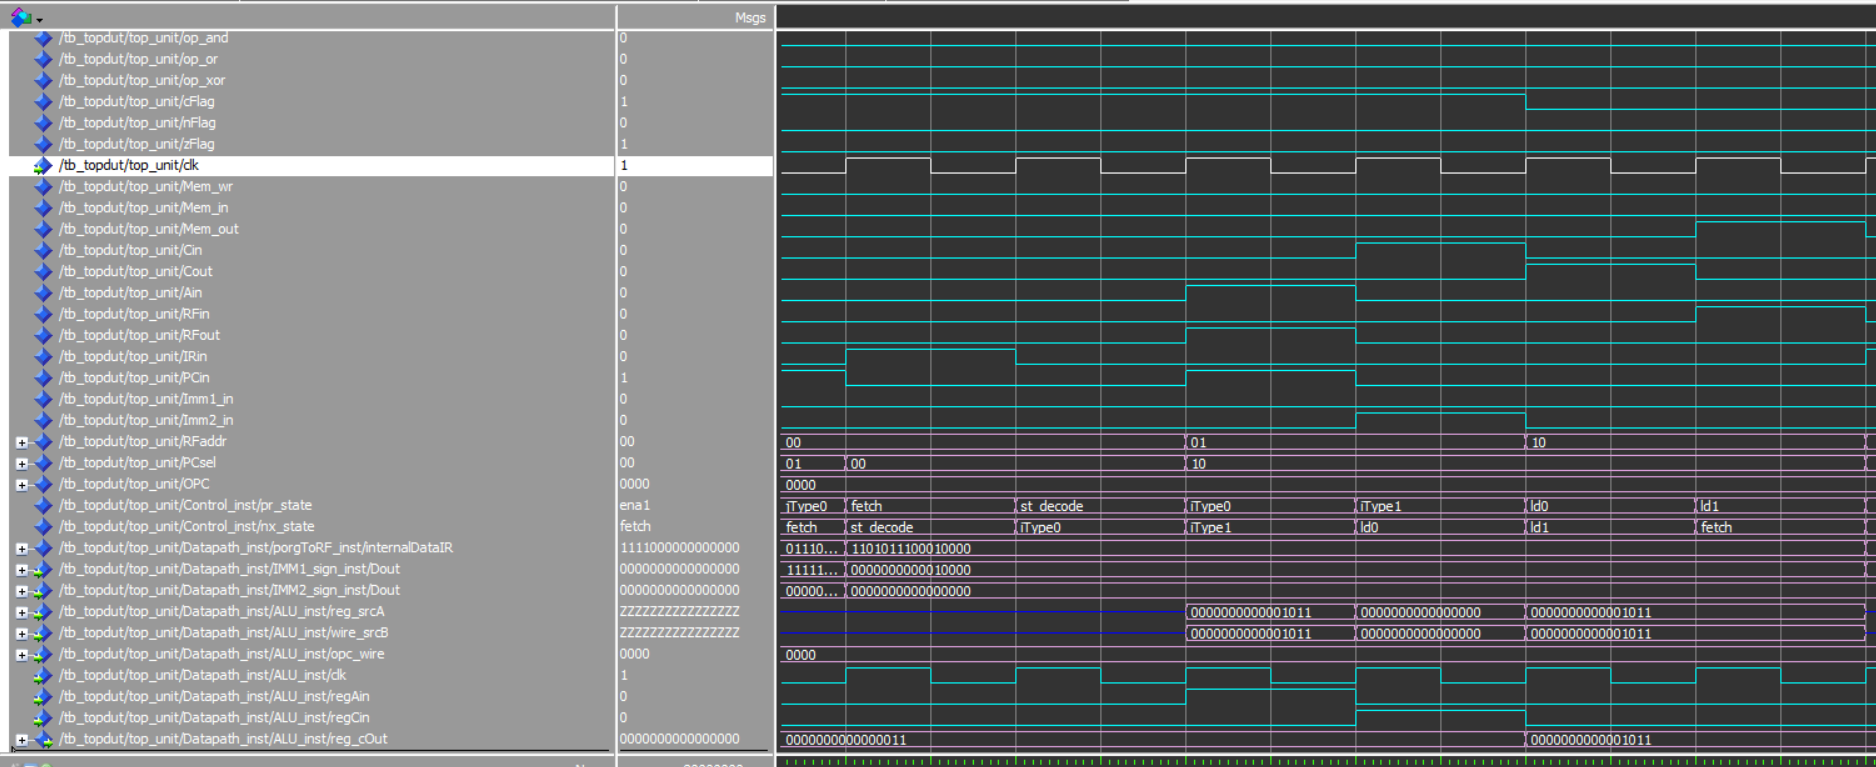 Msgs
/tb_topdut/top_unit/op_and 0
/tb_topdut/top_unit/op_or 0
/tb_topdut/top_unit/op_xor 0
/tb_topdut/top_unit/cFlag 1
/tb_topdut/top_unit/nFlag 0
/tb_topdut/top_unit/zFlag 1
/tb_topdut/top_unit/clk 1
/tb_topdut/top_unit/Mem_wr 0
/tb_topdut/top_unit/Mem_in 0
/tb_topdut/top_unit/Mem_out 0
/tb_topdut/top_unit/Cin 0
/tb_topdut/top_unit/Cout 0
/tb_topdut/top_unit/Ain 0
/tb_topdut/top_unit/RFin 0
/tb_topdut/top_unit/RFout 0
/tb_topdut/top_unit/IRin 0
/tb_topdut/top_unit/PCin 1
/tb_topdut/top_unit/Imm1_in 0
/tb_topdut/top_unit/Imm2_in 0
/tb_topdut/top_unit/RFaddr 00 00 01 10
/tb_topdut/top_unit/PCsel 00 01 00 10
/tb_topdut/top_unit/OPC 0000 0000
/tb_topdut/top_unit/Control_inst/pr_state ena1 jType0 fetch st_decode iType0 iType1 ld0 ld1
/tb_topdut/top_unit/Control_inst/nx_state fetch fetch st_decode iType0 iType1 ld0 ld1 fetch
/tb_topdut/top_unit/Datapath_inst/porgToRF_inst/internalDataIR 1111000000000000 01110... 1101011100010000
/tb_topdut/top_unit/Datapath_inst/IMM1_sign_inst/Dout 0000000000000000 11111... 0000000000010000
/tb_topdut/top_unit/Datapath_inst/IMM2_sign_inst/Dout 0000000000000000 00000... 0000000000000000
/tb_topdut/top_unit/Datapath_inst/ALU_inst/reg_srcA ZZZZZZZZZZZZZZZZ 0000000000001011 0000000000000000 0000000000001011
/tb_topdut/top_unit/Datapath_inst/ALU_inst/wire_srcB ZZZZZZZZZZZZZZZZ 0000000000001011 0000000000000000 0000000000001011
/tb_topdut/top_unit/Datapath_inst/ALU_inst/opc_wire 0000 0000
/tb_topdut/top_unit/Datapath_inst/ALU_inst/clk 1
/tb_topdut/top_unit/Datapath_inst/ALU_inst/regAin 0
/tb_topdut/top_unit/Datapath_inst/ALU_inst/regCin 0
/tb_topdut/top_unit/Datapath_inst/ALU_inst/reg_cOut 0000000000000000 0000000000000011 0000000000001011